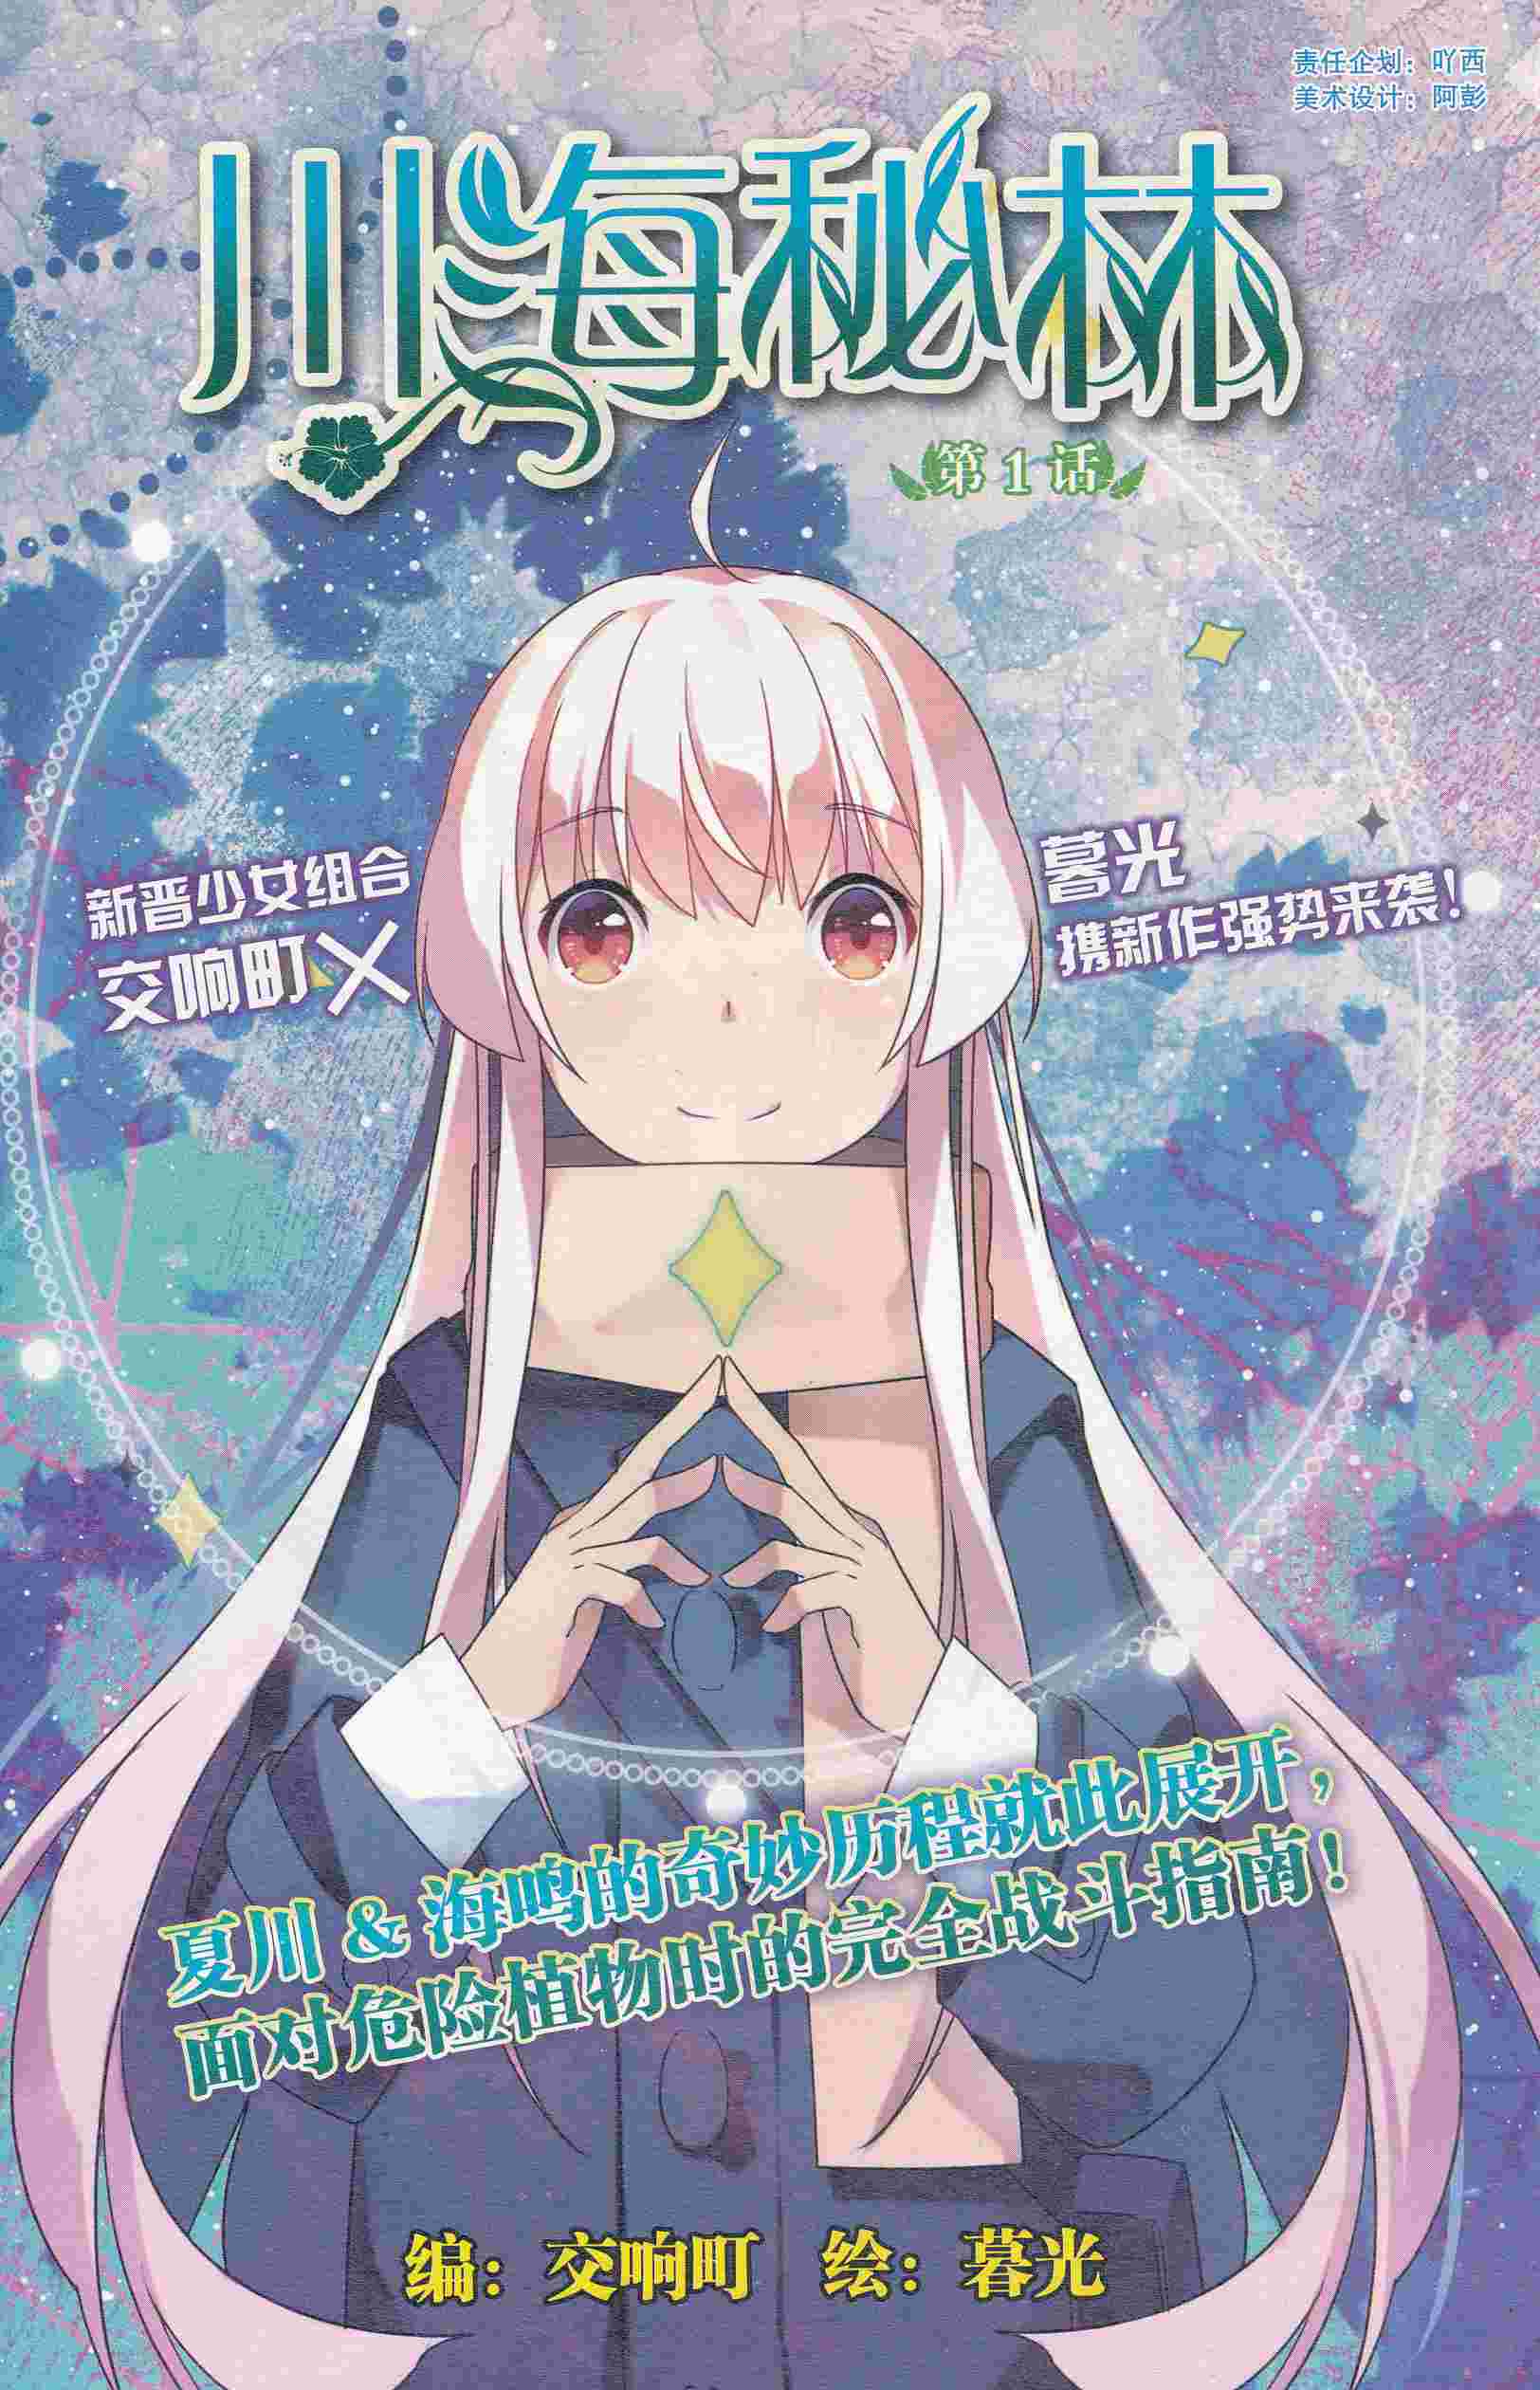 责任企划：吖西
美术设计：阿彭
川海秘林
第1话
新晋少女组合
交响町×
暮光
携新作强势来袭！
夏川&海鸣的奇妙历程就此展开，
面对危险植物时的完全战斗指南！
编：交响町 绘：暮光